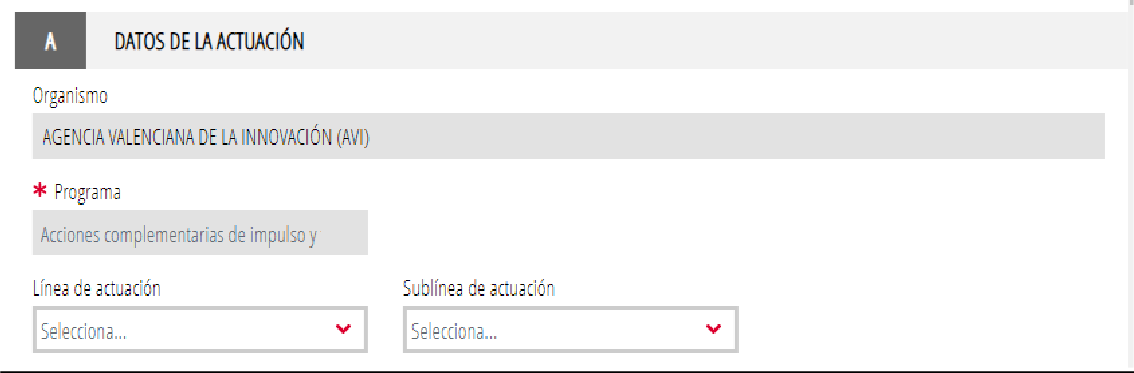 A DATOS DE LA ACTUACIÓN
Organismo
AGENCIA VALENCIANA DE LA INNOVACIÓN (AVI)
* Programa
Acciones complementarias de impulso y
Línea de actuación Sublínea de actuación
Selecciona... Selecciona...